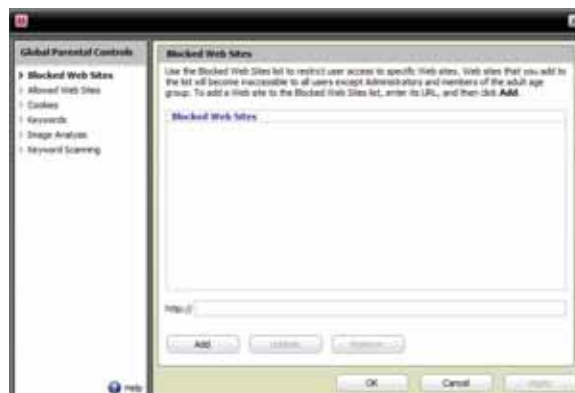 Global Parental Controls
Blocked Web Sites
Allowed Web Sites
Cookies
Keywords
Image Analysis
Keyword Scanning
Help
Blocked Web Sites
Use the Blocked Web Sites list to restrict user access to specific Web sites. Web sites that you add to
the list will become inaccessible to all users except Administrators and members of the adult age
group. To add a Web site to the Blocked Web Sites list, enter its URL, and then click Add.
Blocked Web Sites
http://
Add
Update
Remove
OK
Cancel
Apply